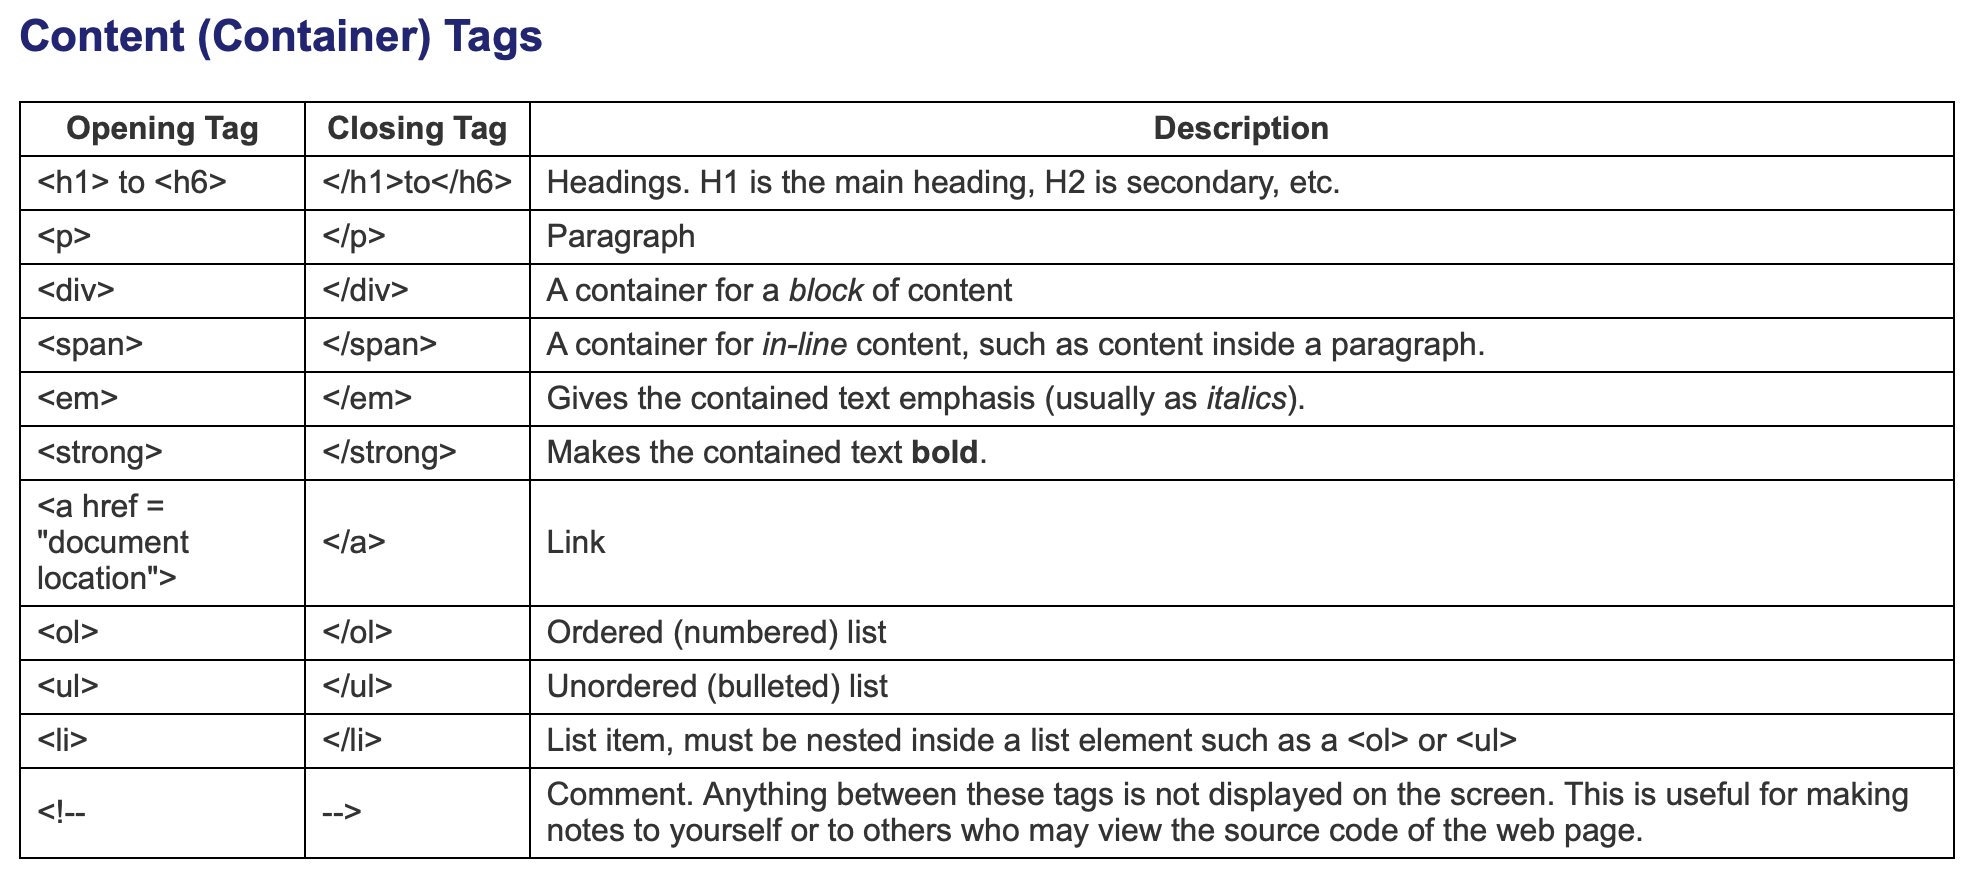 Content (Container) Tags
Opening Tag Closing Tag Description
<h1> to <h6> </h1>to</h6> Headings. H1 is the main heading, H2 is secondary, etc.
<p> </p> Paragraph
<div> </div> A container for a block of content
<span> </span> A container for in-line content, such as content inside a paragraph.
<em> </em> Gives the contained text emphasis (usually as italics).
<strong> </strong> Makes the contained text bold.
<a href =
"document
location">
</a>
Link
<ol> </ol> Ordered (numbered) list
<ul> </ul> Unordered (bulleted) list
<li> </li> List item, must be nested inside a list element such as a <ol> or <ul>
<!-- --> Comment. Anything between these tags is not displayed on the screen. This is useful for making
notes to yourself or to others who may view the source code of the web page.